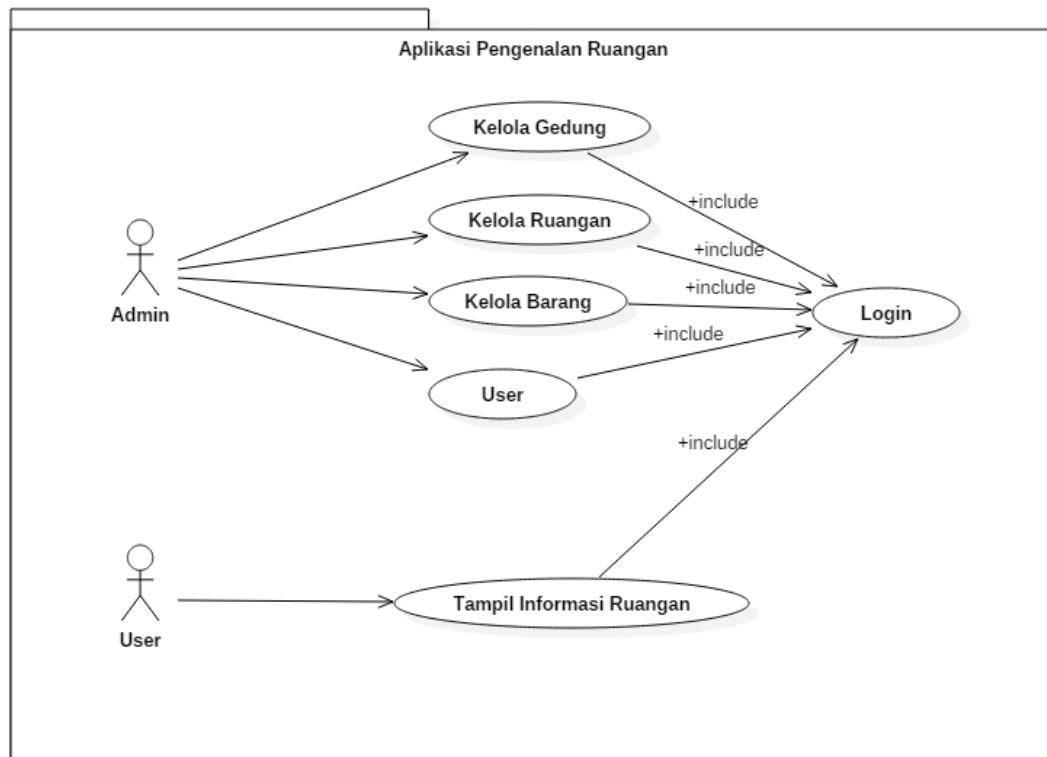 Aplikasi Pengenalan Ruangan
Kelola Gedung
+include
Kelola Ruangan
+include
Kelola Barang
+include
Login
Admin
+include
User
+include
Tampil Informasi Ruangan
User